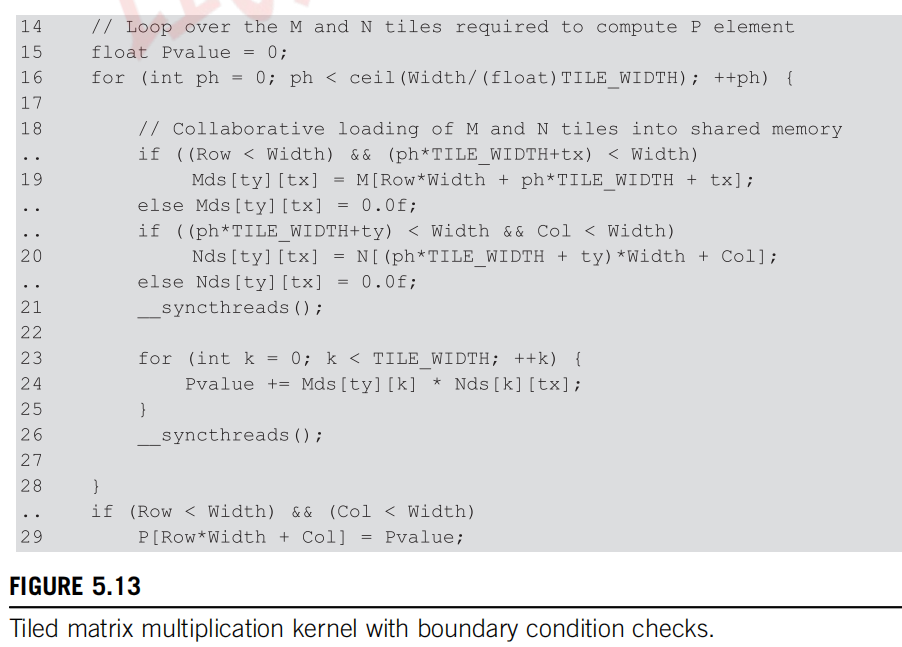 14    // Loop over the M and N tiles required to compute P element
15    float Pvalue = 0;
16    for (int ph = 0; ph < ceil(Width/(float)TILE_WIDTH); ++ph) {
17
18        // Collaborative loading of M and N tiles into shared memory
..        if ((Row < Width) && (ph*TILE_WIDTH+tx) < Width)
19            Mds[ty][tx] = M[Row*Width + ph*TILE_WIDTH + tx];
..        else Mds[ty][tx] = 0.0f;
..        if ((ph*TILE_WIDTH+ty) < Width && Col < Width)
20            Nds[ty][tx] = N[(ph*TILE_WIDTH + ty)*Width + Col];
..        else Nds[ty][tx] = 0.0f;
21        __syncthreads();
22
23        for (int k = 0; k < TILE_WIDTH; ++k) {
24            Pvalue += Mds[ty][k] * Nds[k][tx];
25        }
26        __syncthreads();
27
28    }
..    if (Row < Width) && (Col < Width)
29        P[Row*Width + Col] = Pvalue;
FIGURE 5.13
Tiled matrix multiplication kernel with boundary condition checks.